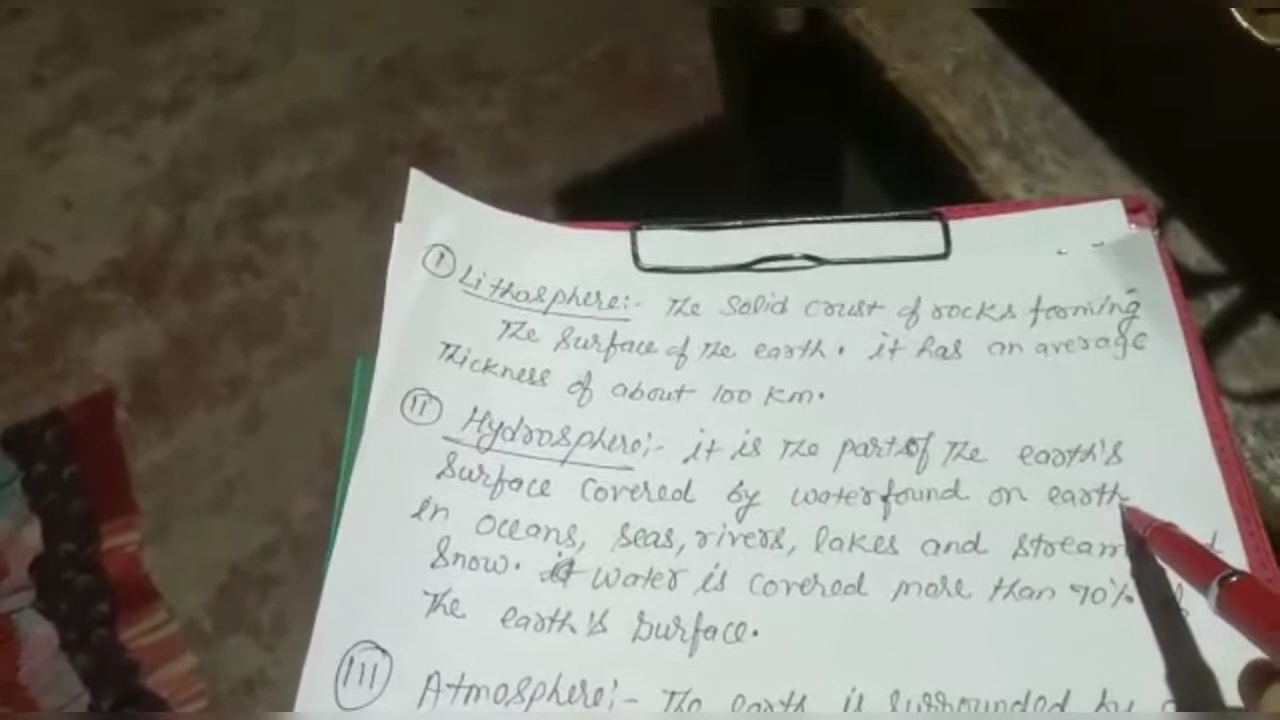 I Lithosphere:- The solid crust of rocks forming
The surface of The earth. it has an average
Thickness of about 100 km.
II Hydrosphere:- it is The part of The earth's
Surface covered by water found on earth
in oceans, seas, rivers, lakes and stream
Snow. water is covered more than 70%
The earth's surface.
III Atmosphere:- The earth is surrounded by a